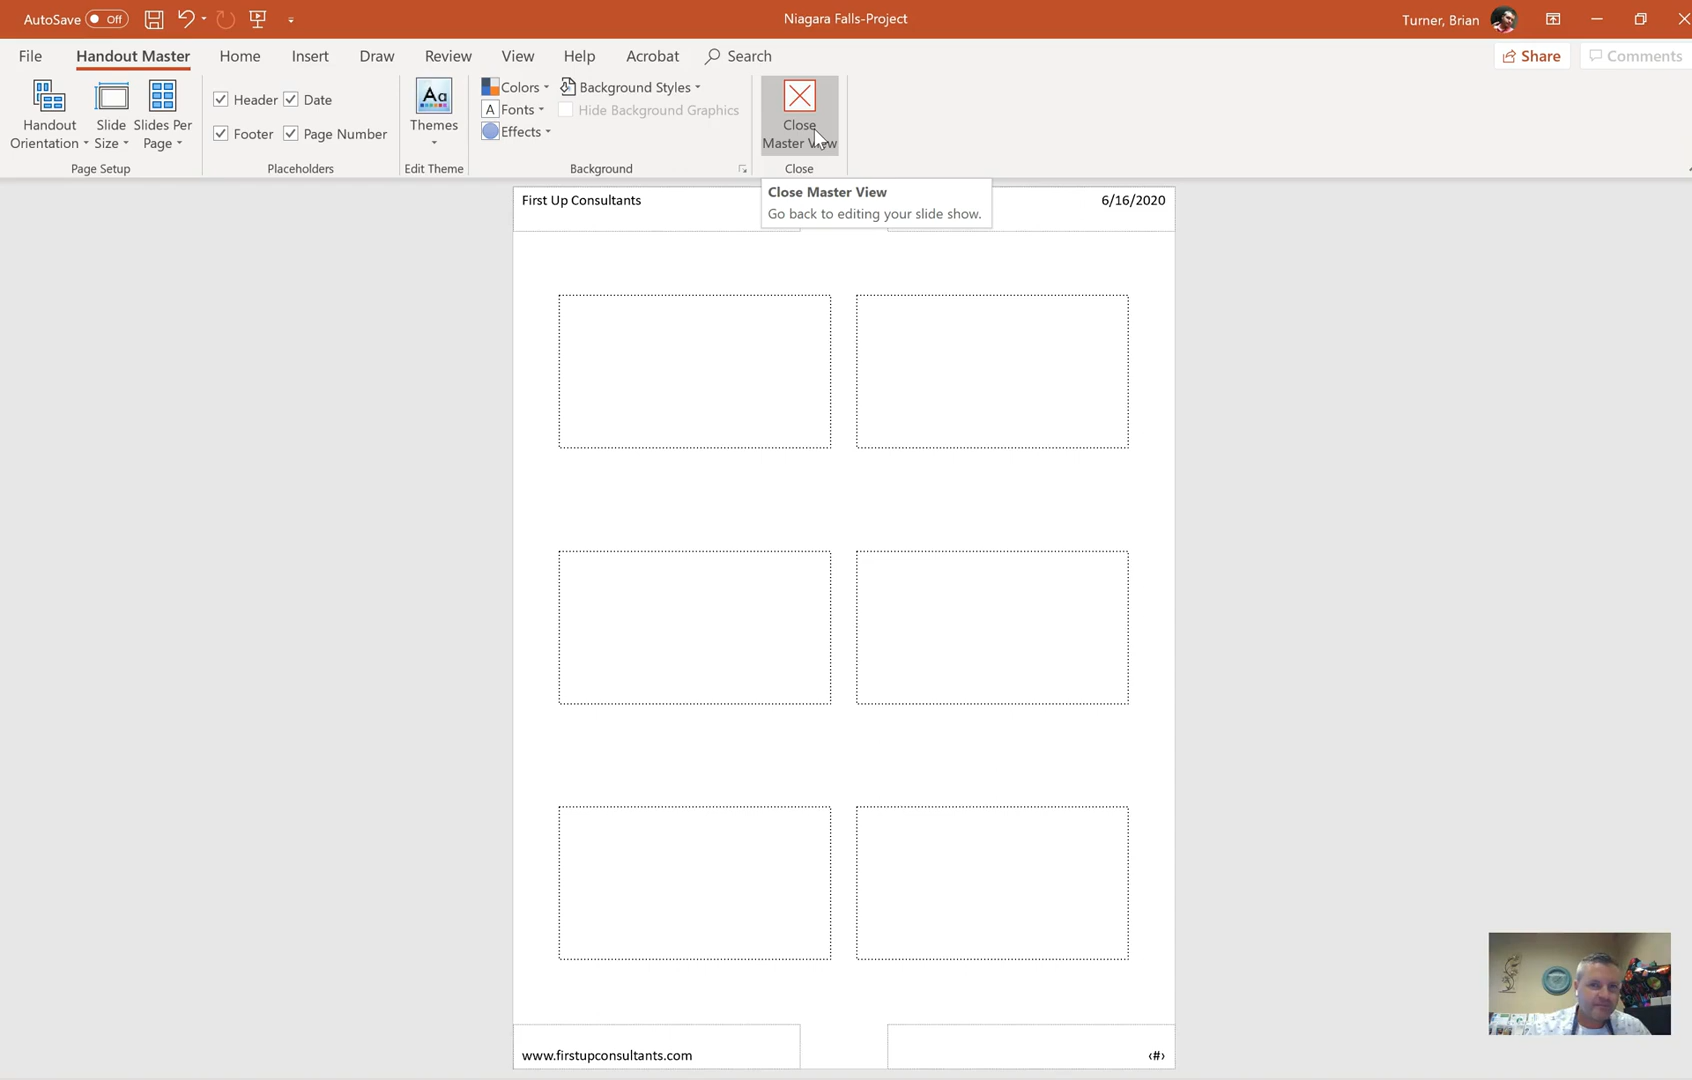 AutoSave Off
Niagara Falls-Project
Turner, Brian
File Handout Master Home Insert Draw Review View Help Acrobat Search
Share Comments
Handout Orientation
Slide Size
Slides Per Page
Page Setup
Header Date
Footer Page Number
Placeholders
Aa
Themes
Edit Theme
Colors
A Fonts
Effects
Background Styles
Hide Background Graphics
Background
Close
Master View
Close
Close Master View
Go back to editing your slide show.
First Up Consultants
6/16/2020
www.firstupconsultants.com
‹#›